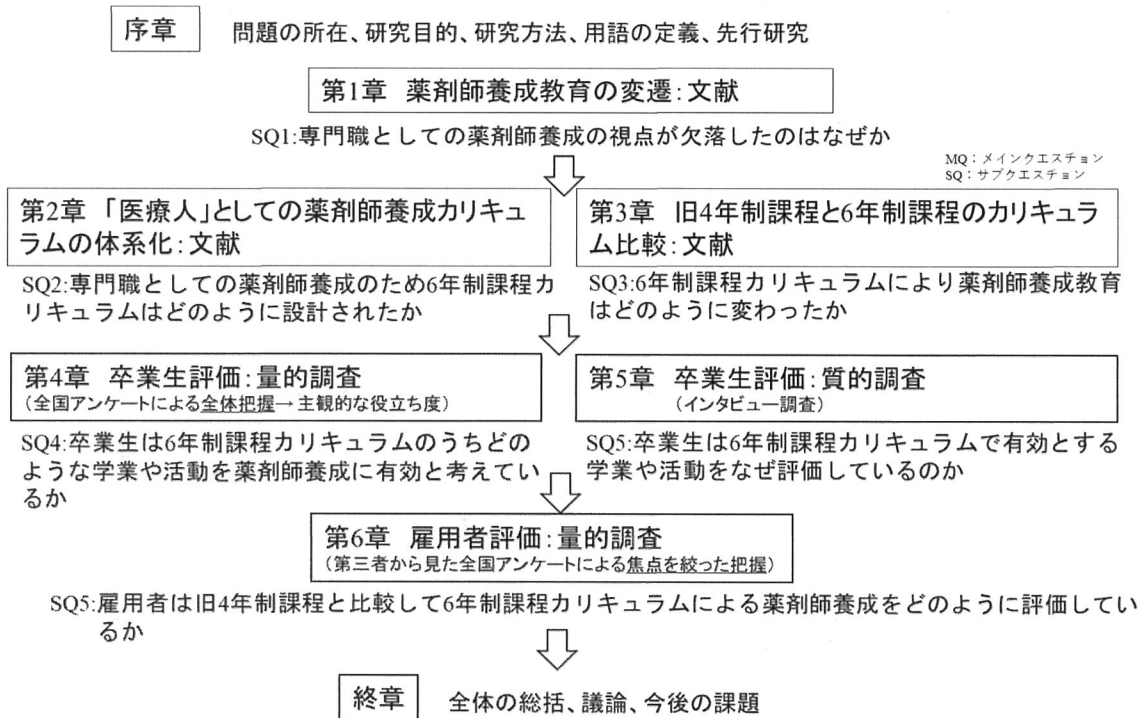 序章　問題の所在、研究目的、研究方法、用語の定義、先行研究
第1章　薬剤師養成教育の変遷：文献
SQ1:専門職としての薬剤師養成の視点が欠落したのはなぜか
MQ：メインクエスチョン
SQ：サブクエスチョン
第2章　「医療人」としての薬剤師養成カリキュ
ラムの体系化：文献
SQ2:専門職としての薬剤師養成のため6年制課程カ
リキュラムはどのように設計されたか
第3章　旧4年制課程と6年制課程のカリキュラ
ム比較：文献
SQ3:6年制課程カリキュラムにより薬剤師養成教育
はどのように変わったか
第4章　卒業生評価：量的調査
（全国アンケートによる全体把握→主観的な役立ち度）
SQ4:卒業生は6年制課程カリキュラムのうちどの
ような学業や活動を薬剤師養成に有効と考えてい
るか
第5章　卒業生評価：質的調査
（インタビュー調査）
SQ5:卒業生は6年制課程カリキュラムで有効とする
学業や活動をなぜ評価しているのか
第6章　雇用者評価：量的調査
（第三者から見た全国アンケートによる焦点を絞った把握）
SQ5:雇用者は旧4年制課程と比較して6年制課程カリキュラムによる薬剤師養成をどのように評価してい
るか
終章　全体の総括、議論、今後の課題